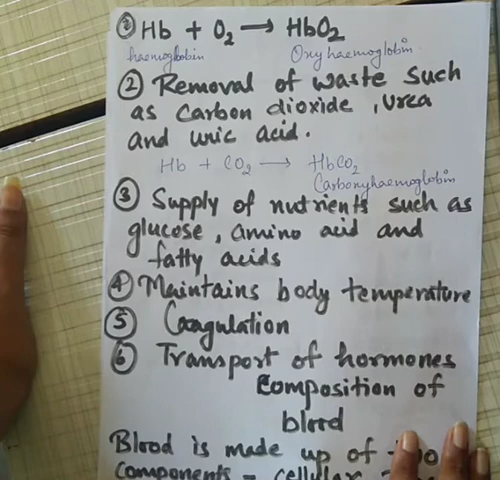 ① Hb + O2 → HbO2
haemoglobin Oxyhaemoglobin
② Removal of waste such
as carbon dioxide, urea
and uric acid.
Hb + CO2 → HbCO2
Carboxyhaemoglobin
③ Supply of nutrients such as
glucose, amino acid and
fatty acids
④ Maintains body temperature
⑤ Coagulation
⑥ Transport of hormones
Composition of
blood
Blood is made up of
components - cellular